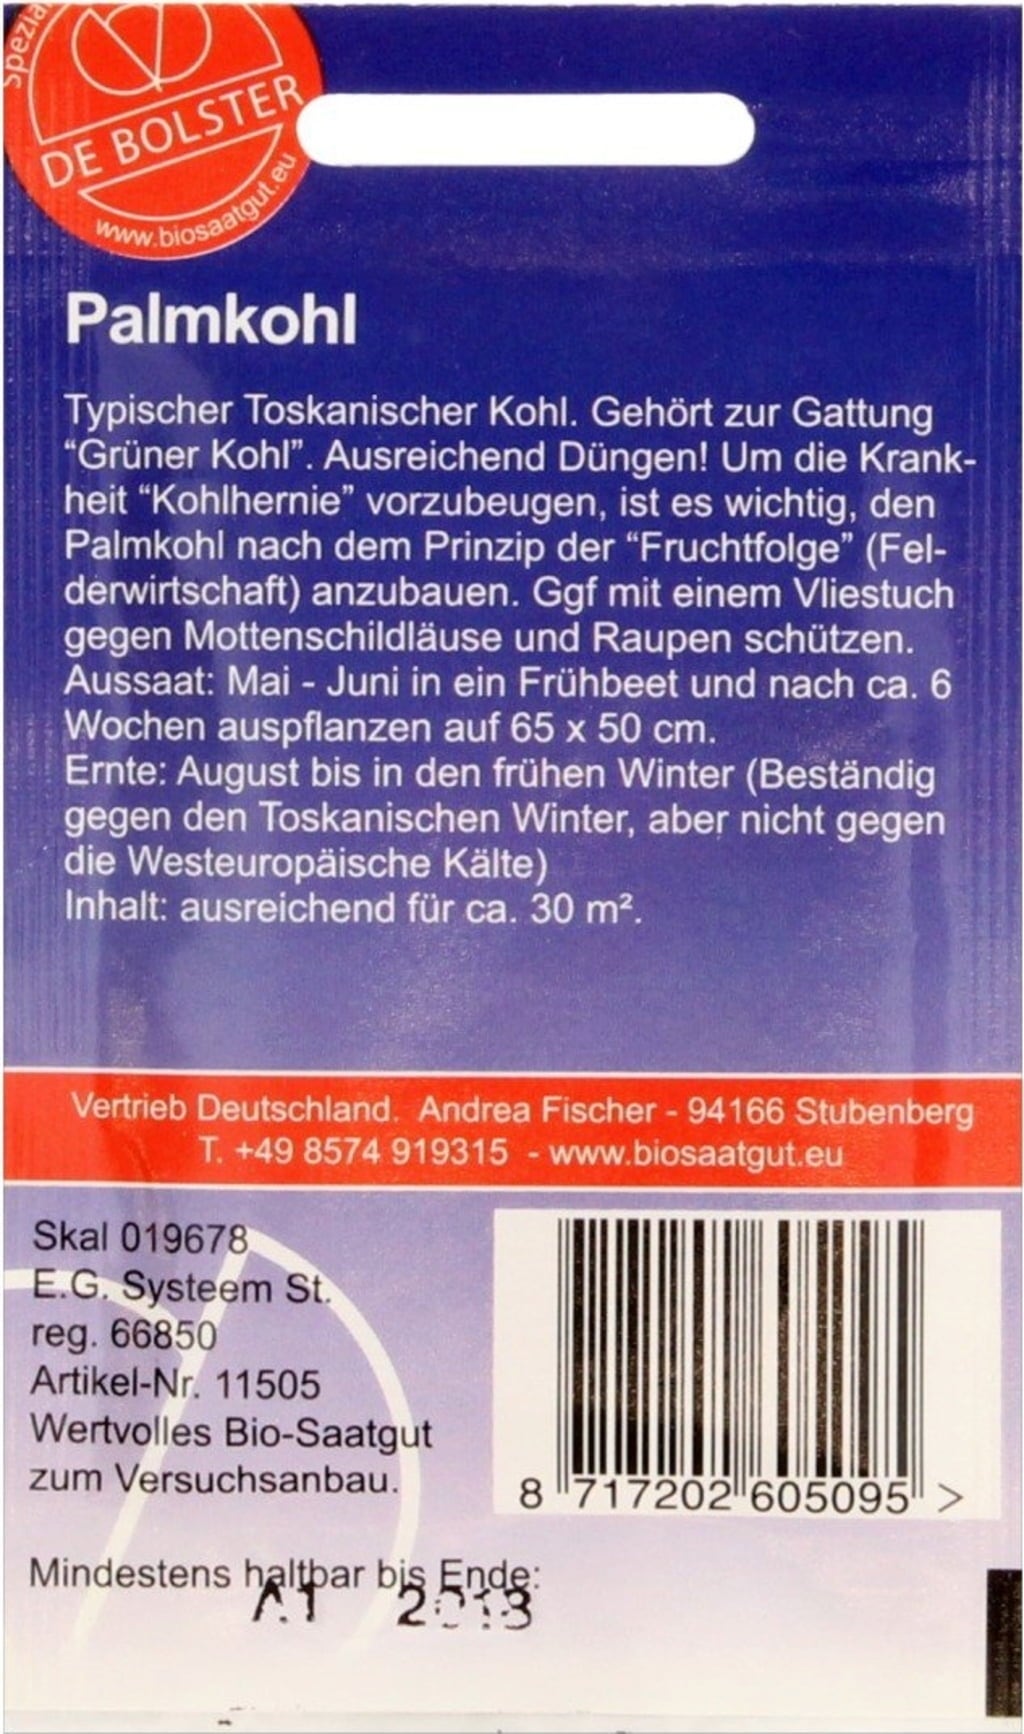 DE BOLSTER
www.biosaatgut.eu
Palmkohl
Typischer Toskanischer Kohl. Gehört zur Gattung
“Grüner Kohl”. Ausreichend Düngen! Um die Krank-
heit “Kohlhernie” vorzubeugen, ist es wichtig, den
Palmkohl nach dem Prinzip der “Fruchtfolge” (Fel-
derwirtschaft) anzubauen. Ggf mit einem Vliestuch
gegen Mottenschildläuse und Raupen schützen.
Aussaat: Mai - Juni in ein Frühbeet und nach ca. 6
Wochen auspflanzen auf 65 x 50 cm.
Ernte: August bis in den frühen Winter (Beständig
gegen den Toskanischen Winter, aber nicht gegen
die Westeuropäische Kälte)
Inhalt: ausreichend für ca. 30 m².
Vertrieb Deutschland. Andrea Fischer - 94166 Stubenberg
T. +49 8574 919315 - www.biosaatgut.eu
Skal 019678
E.G. Systeem St.
reg. 66850
Artikel-Nr. 11505
Wertvolles Bio-Saatgut
zum Versuchsanbau.
8 717202 605095 >
Mindestens haltbar bis Ende:
A1 2013